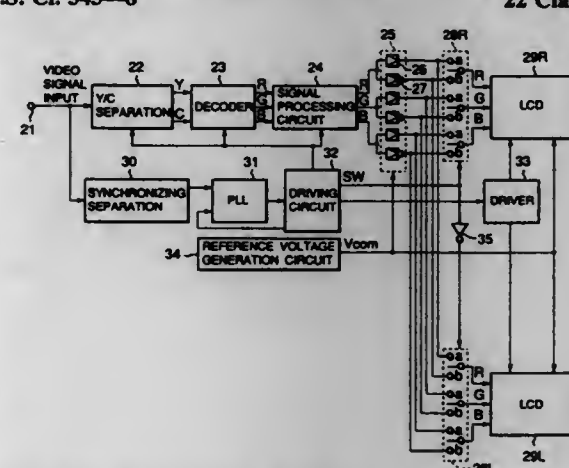 22 Cla
25
28R
VIDEO
SIGNAL
INPUT
21
22
Y/C
SEPARATION
Y
C
23
DECODER
R
G
B
24
SIGNAL
PROCESSING
CIRCUIT
R
G
B
26
27
a
b
a
b
a
b
R
G
B
29R
LCD
30
SYNCHRONIZING
SEPARATION
31
PLL
32
DRIVING
CIRCUIT
SW
33
DRIVER
34
REFERENCE VOLTAGE
GENERATION CIRCUIT
Vcom
35
a
b
a
b
a
b
R
G
B
LCD
29L